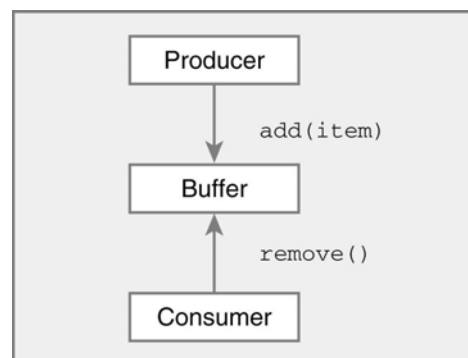 Producer
add(item)
Buffer
remove()
Consumer